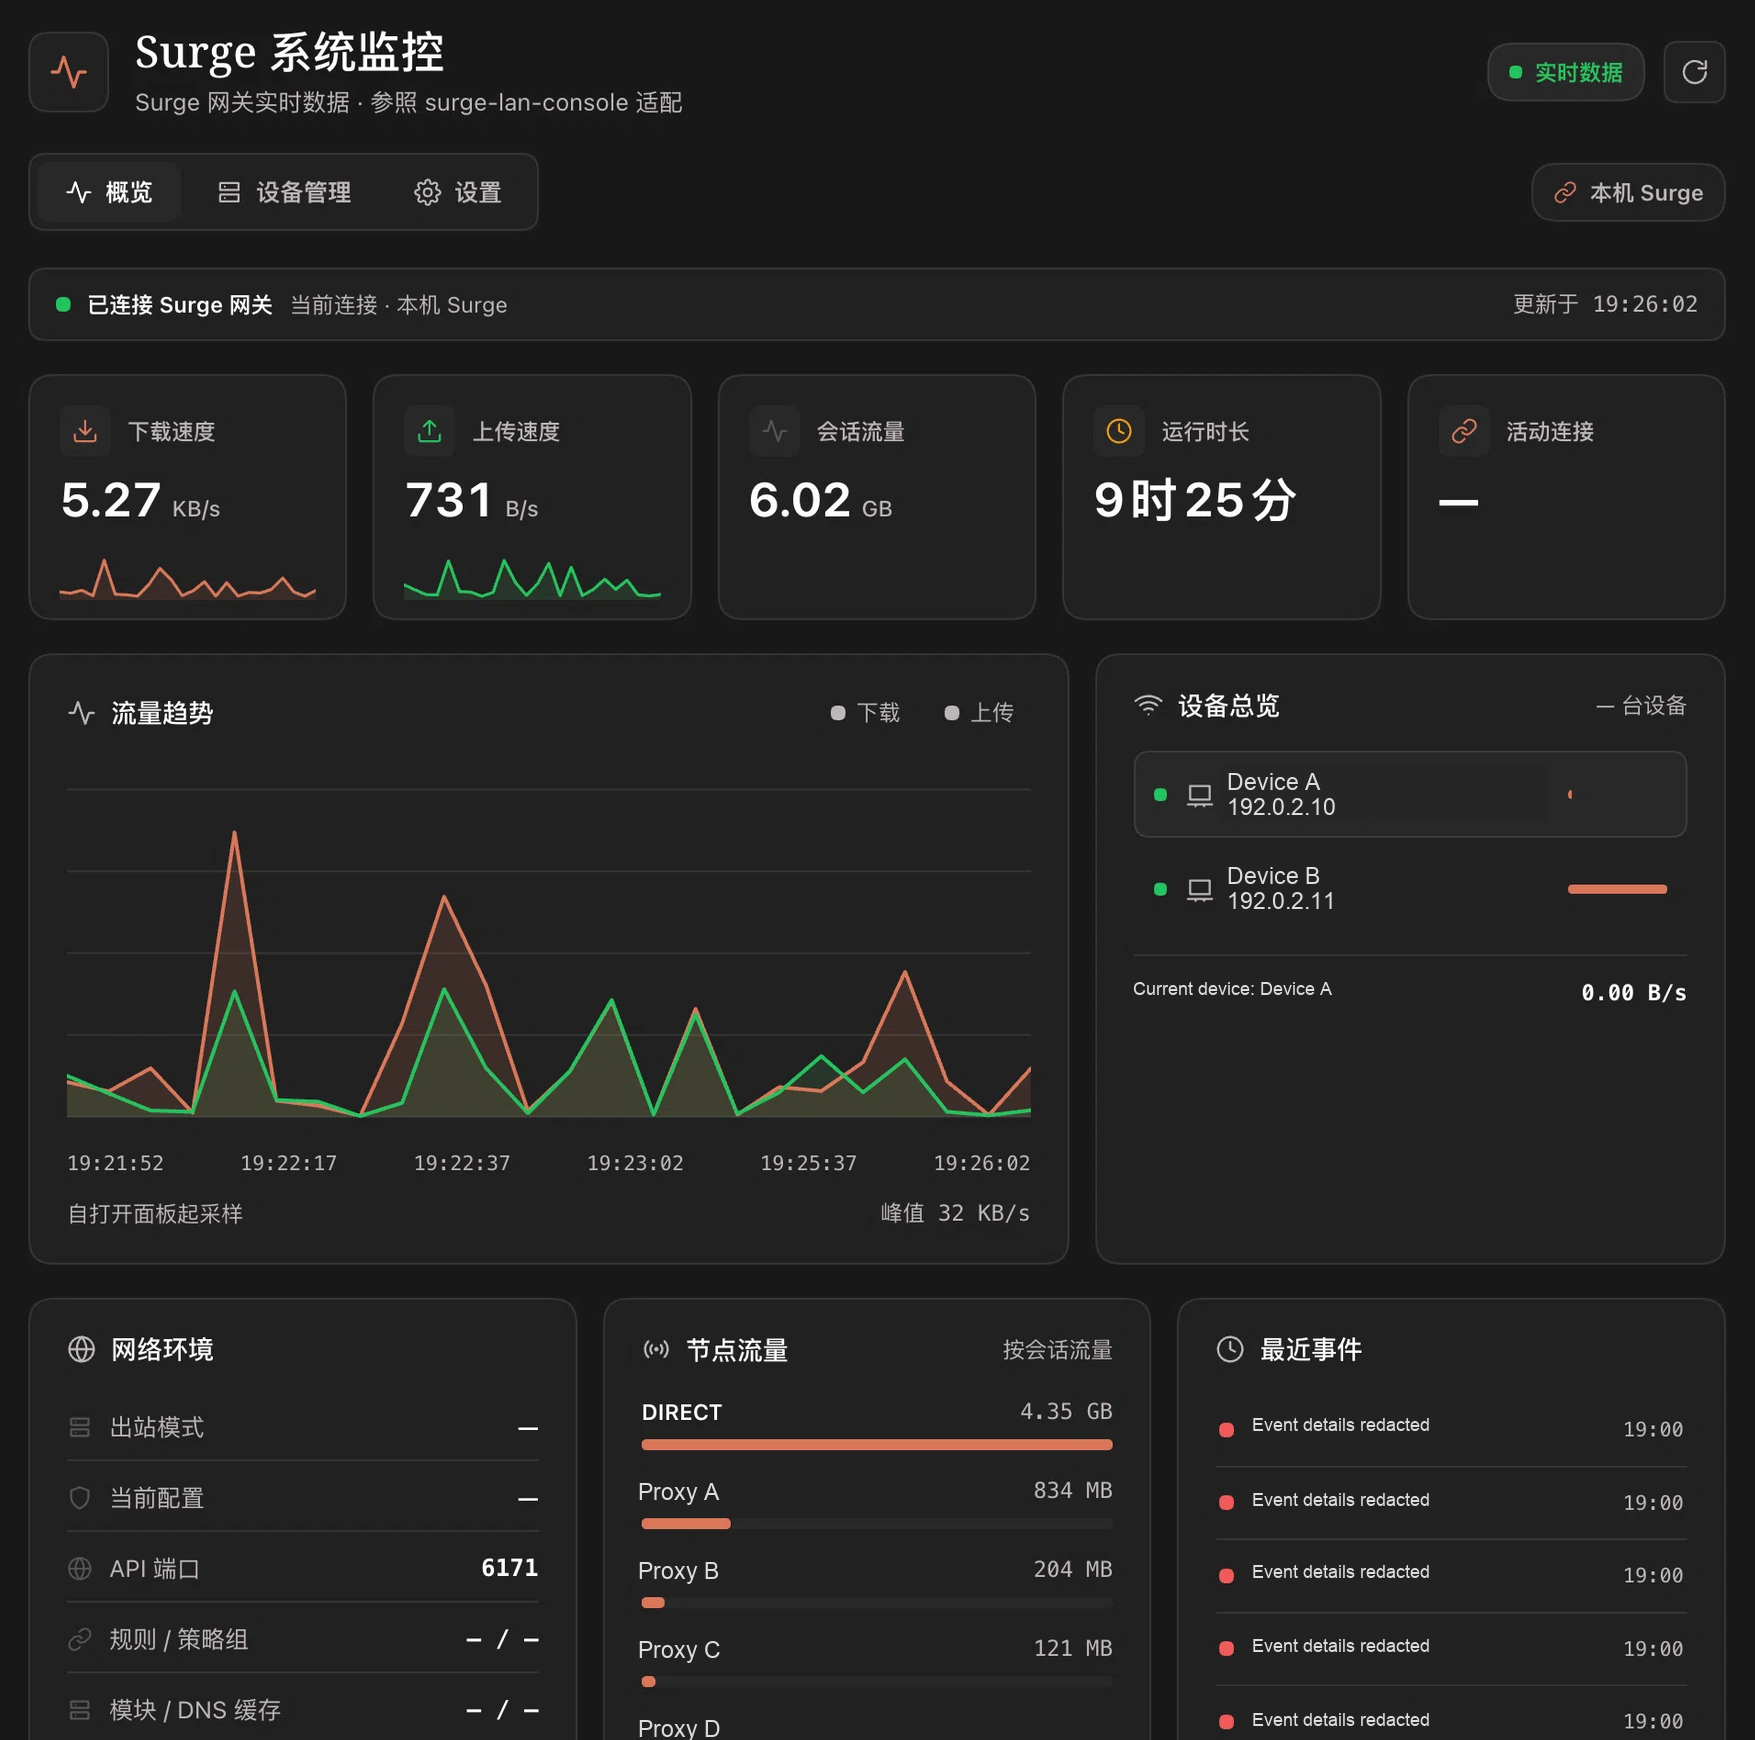 Surge 系统监控
Surge 网关实时数据 · 参照 surge-lan-console 适配
实时数据
概览
设备管理
设置
本机 Surge
已连接 Surge 网关 当前连接 · 本机 Surge
更新于 19:26:02
下载速度
5.27 KB/s
上传速度
731 B/s
会话流量
6.02 GB
运行时长
9时25分
活动连接
—
流量趋势
下载
上传
19:21:52
19:22:17
19:22:37
19:23:02
19:25:37
19:26:02
自打开面板起采样
峰值 32 KB/s
设备总览
— 台设备
Device A
192.0.2.10
Device B
192.0.2.11
Current device: Device A
0.00 B/s
网络环境
出站模式 —
当前配置 —
API 端口 6171
规则 / 策略组 — / —
模块 / DNS 缓存 — / —
节点流量
按会话流量
DIRECT 4.35 GB
Proxy A 834 MB
Proxy B 204 MB
Proxy C 121 MB
Proxy D
最近事件
Event details redacted 19:00
Event details redacted 19:00
Event details redacted 19:00
Event details redacted 19:00
Event details redacted 19:00